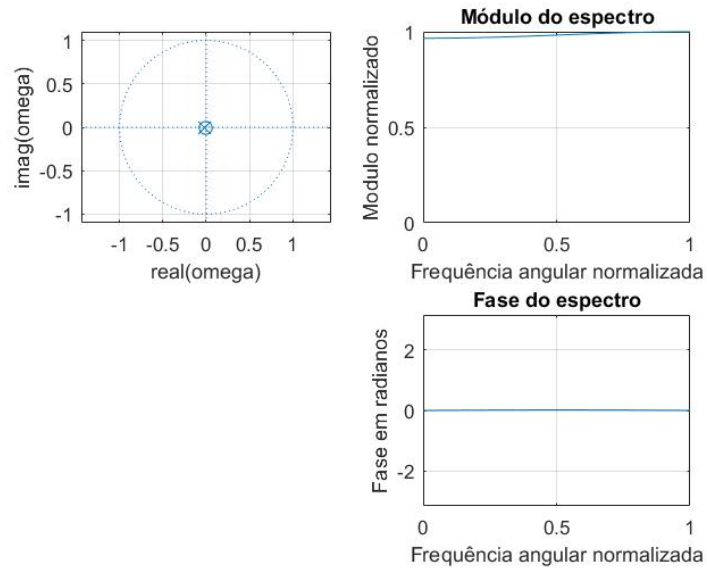 imag(omega)
1
0.5
0
-0.5
-1
-1 -0.5 0 0.5 1
real(omega)
Módulo do espectro
Modulo normalizado
1
0.5
0
0 0.5 1
Frequência angular normalizada
Fase do espectro
Fase em radianos
2
0
-2
0 0.5 1
Frequência angular normalizada